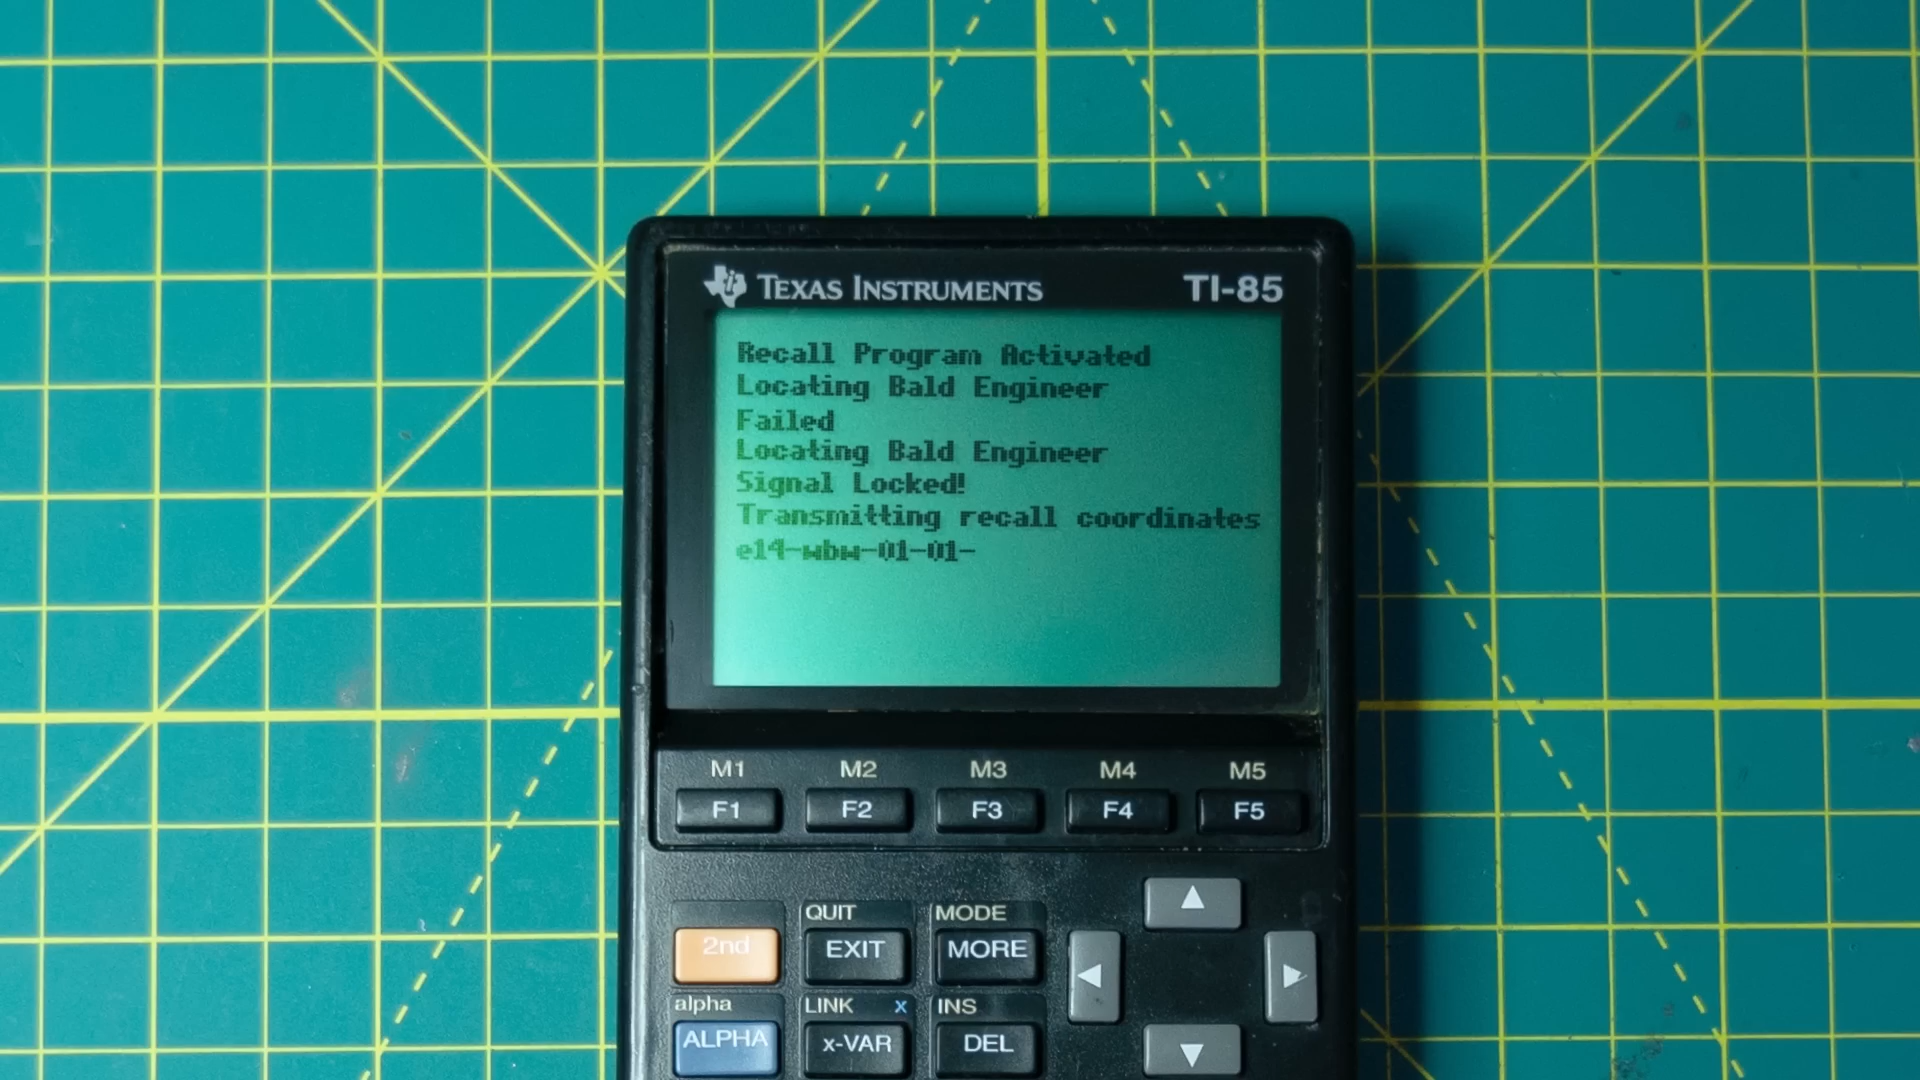 TEXAS INSTRUMENTS TI-85
Recall Program Activated
Locating Bald Engineer
Failed
Locating Bald Engineer
Signal Locked!
Transmitting recall coordinates
e14-wbw-01-01-
M1 M2 M3 M4 M5
F1 F2 F3 F4 F5
QUIT MODE
2nd EXIT MORE
alpha LINK x INS
ALPHA x-VAR DEL